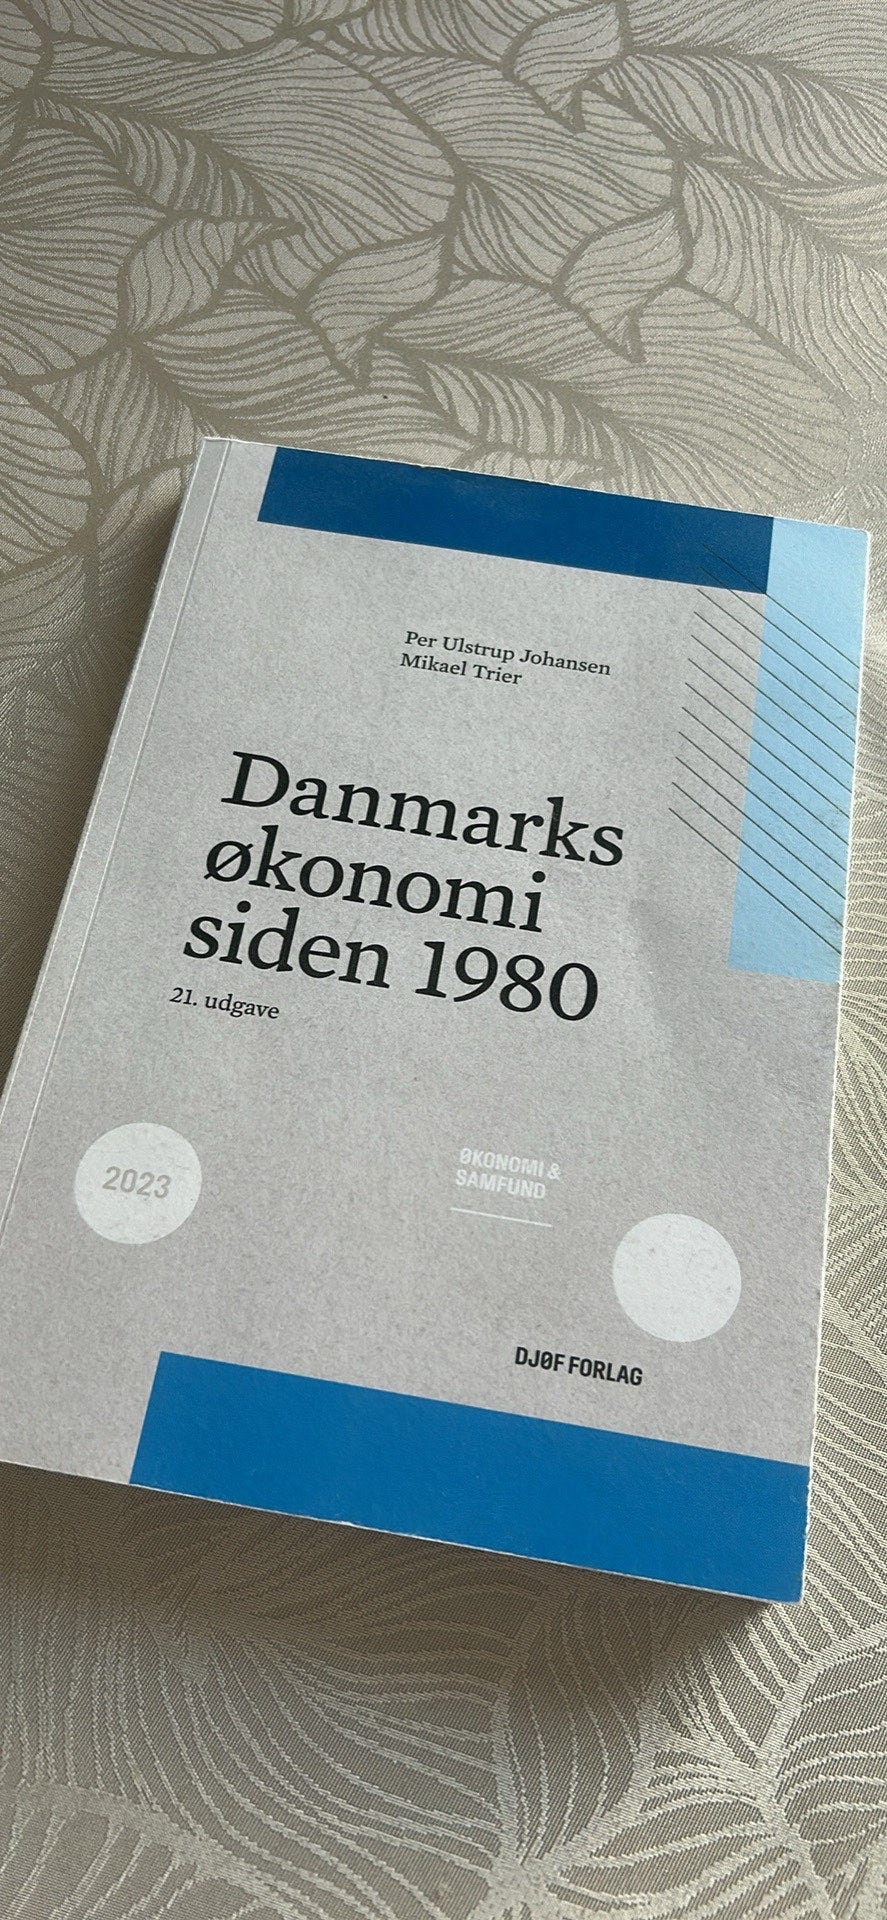 Per Ulstrup Johansen
Mikael Trier
Danmarks
økonomi
siden 1980
21. udgave
2023
ØKONOMI &
SAMFUND
DJØF FORLAG